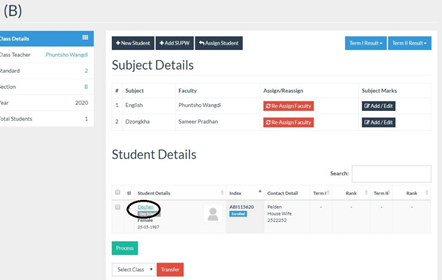 (B)
Class Details
Class Teacher Phuntsho Wangdi
Standard 2
Section B
Year 2020
Total Students 1
New Student Add SUPW Assign Student Term I Result Term II Result
Subject Details
# Subject Faculty Assign/Reassign Subject Marks
1 English Phuntsho Wangdi Re-Assign Faculty Add / Edit
2 Dzongkha Sameer Pradhan Re-Assign Faculty Add / Edit
Student Details
Search:
# Student Details Index Contact Detail Term I Rank Term II Rank
Dechen ABI115620 Pelden - - - -
Enrolled House Wife
Female 2522252
25-05-1987
Process
Select Class Transfer